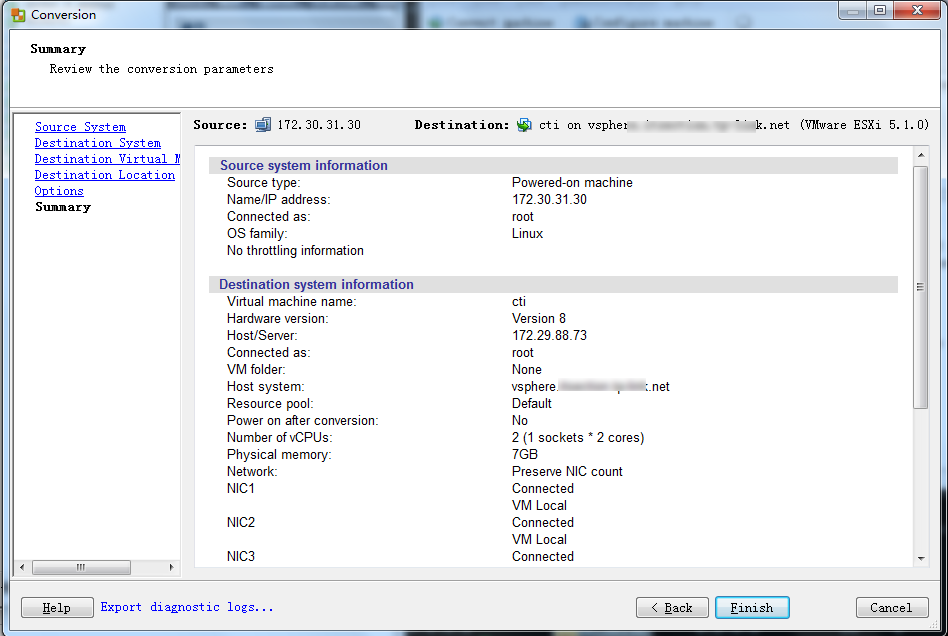 Conversion
Summary
Review the conversion parameters
Source System
Destination System
Destination Virtual M
Destination Location
Options
Summary
Source: 172.30.31.30 Destination: cti on vsphere k.net (VMware ESXi 5.1.0)
Source system information
Source type: Powered-on machine
Name/IP address: 172.30.31.30
Connected as: root
OS family: Linux
No throttling information
Destination system information
Virtual machine name: cti
Hardware version: Version 8
Host/Server: 172.29.88.73
Connected as: root
VM folder: None
Host system: vsphere. .net
Resource pool: Default
Power on after conversion: No
Number of vCPUs: 2 (1 sockets * 2 cores)
Physical memory: 7GB
Network: Preserve NIC count
NIC1 Connected
VM Local
NIC2 Connected
VM Local
NIC3 Connected
Help Export diagnostic logs... < Back Finish Cancel